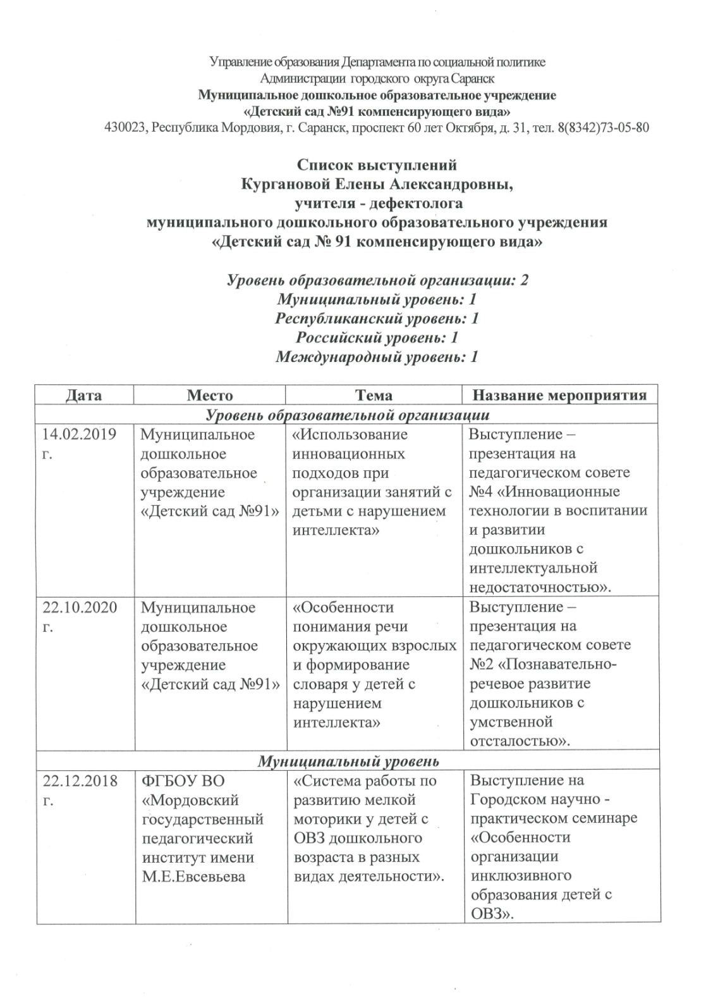 Управление образования Департамента по социальной политике
Администрации городского округа Саранск
Муниципальное дошкольное образовательное учреждение
«Детский сад №91 компенсирующего вида»
430023, Республика Мордовия, г. Саранск, проспект 60 лет Октября, д. 31, тел. 8(8342)73-05-80
Список выступлений
Кургановой Елены Александровны,
учителя - дефектолога
муниципального дошкольного образовательного учреждения
«Детский сад № 91 компенсирующего вида»
Уровень образовательной организации: 2
Муниципальный уровень: 1
Республиканский уровень: 1
Российский уровень: 1
Международный уровень: 1
Дата Место Тема Название мероприятия
Уровень образовательной организации
14.02.2019
г.
Муниципальное
дошкольное
образовательное
учреждение
«Детский сад №91»
«Использование
инновационных
подходов при
организации занятий с
детьми с нарушением
интеллекта»
Выступление –
презентация на
педагогическом совете
№4 «Инновационные
технологии в воспитании
и развитии
дошкольников с
интеллектуальной
недостаточностью».
22.10.2020
г.
Муниципальное
дошкольное
образовательное
учреждение
«Детский сад №91»
«Особенности
понимания речи
окружающих взрослых
и формирование
словаря у детей с
нарушением
интеллекта»
Выступление –
презентация на
педагогическом совете
№2 «Познавательно-
речевое развитие
дошкольников с
умственной
отсталостью».
Муниципальный уровень
22.12.2018
г.
ФГБОУ ВО
«Мордовский
государственный
педагогический
институт имени
М.Е.Евсевьева
«Система работы по
развитию мелкой
моторики у детей с
ОВЗ дошкольного
возраста в разных
видах деятельности».
Выступление на
Городском научно -
практическом семинаре
«Особенности
организации
инклюзивного
образования детей с
ОВЗ».